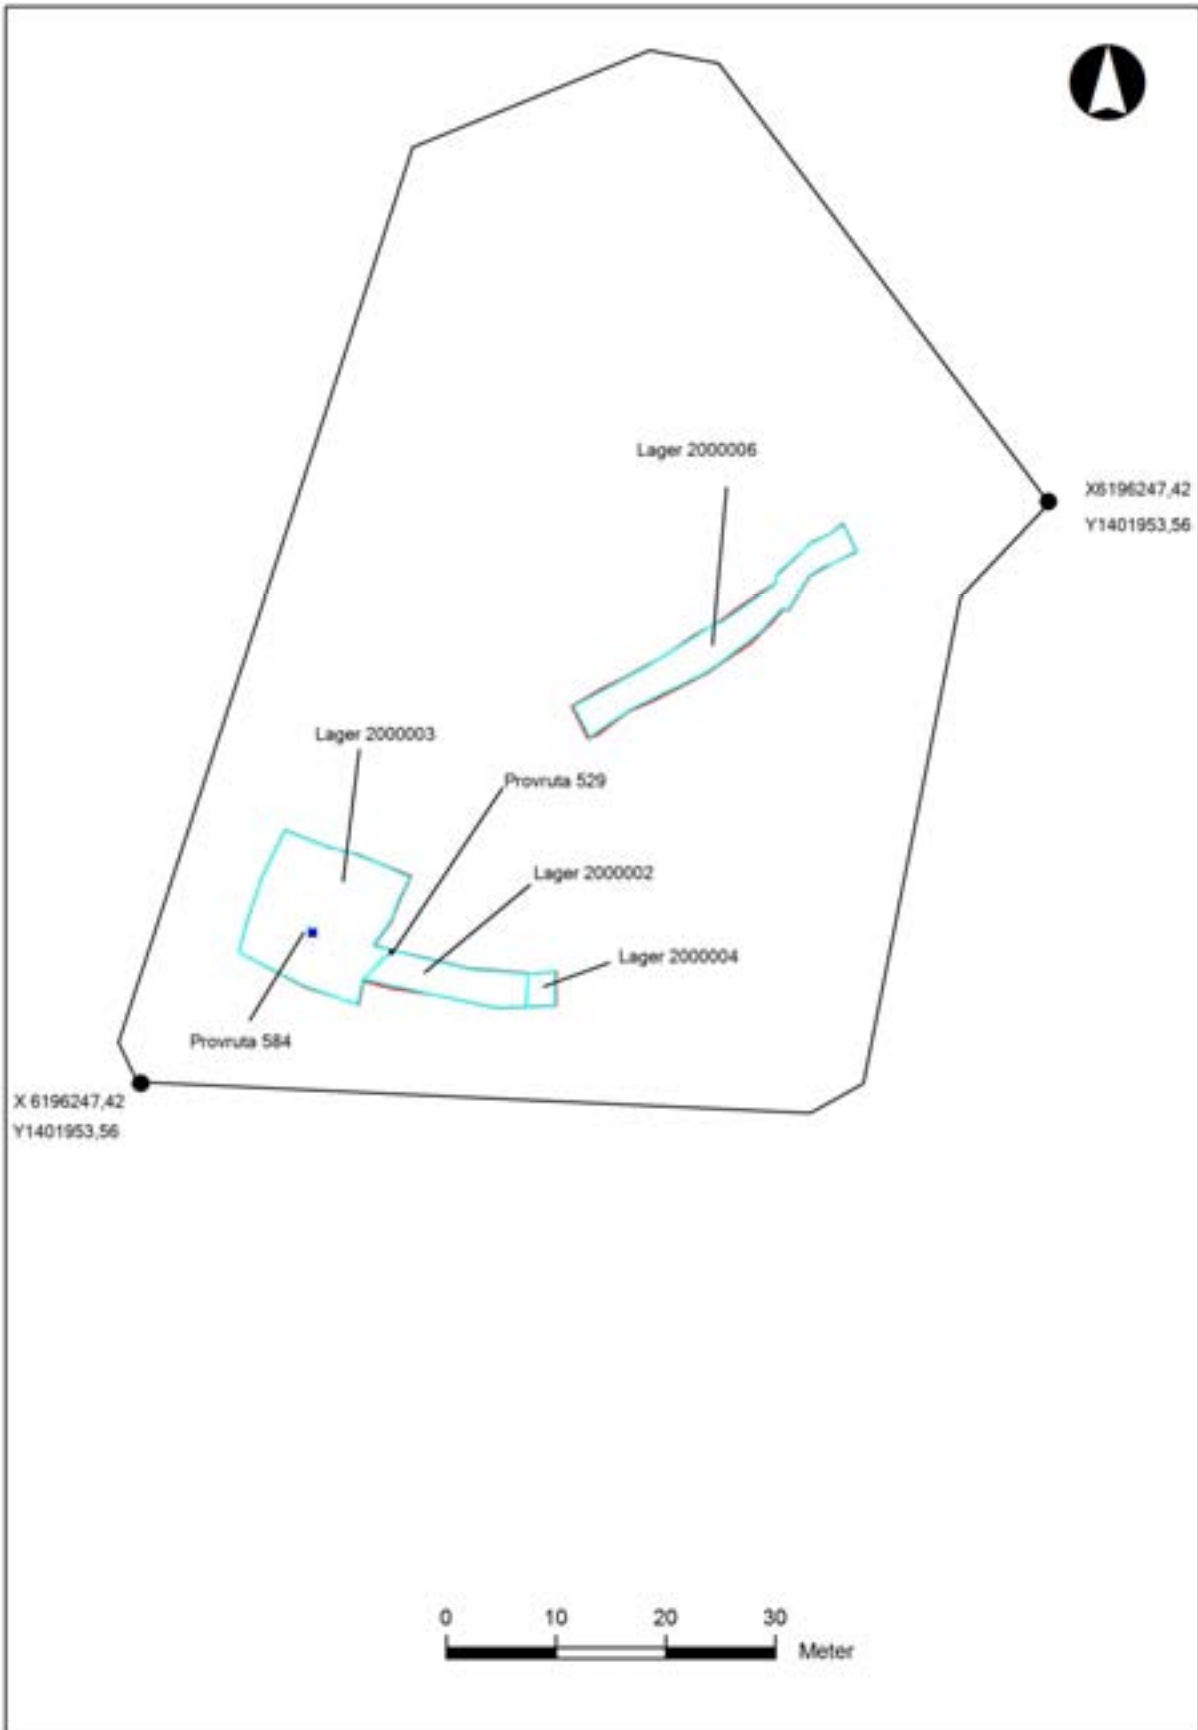 Lager 2000006
X6196247,42
Y1401953,56
Lager 2000003
Provruta 529
Lager 2000002
Lager 2000004
Provruta 584
X 6196247,42
Y1401953,56
0 10 20 30
Meter